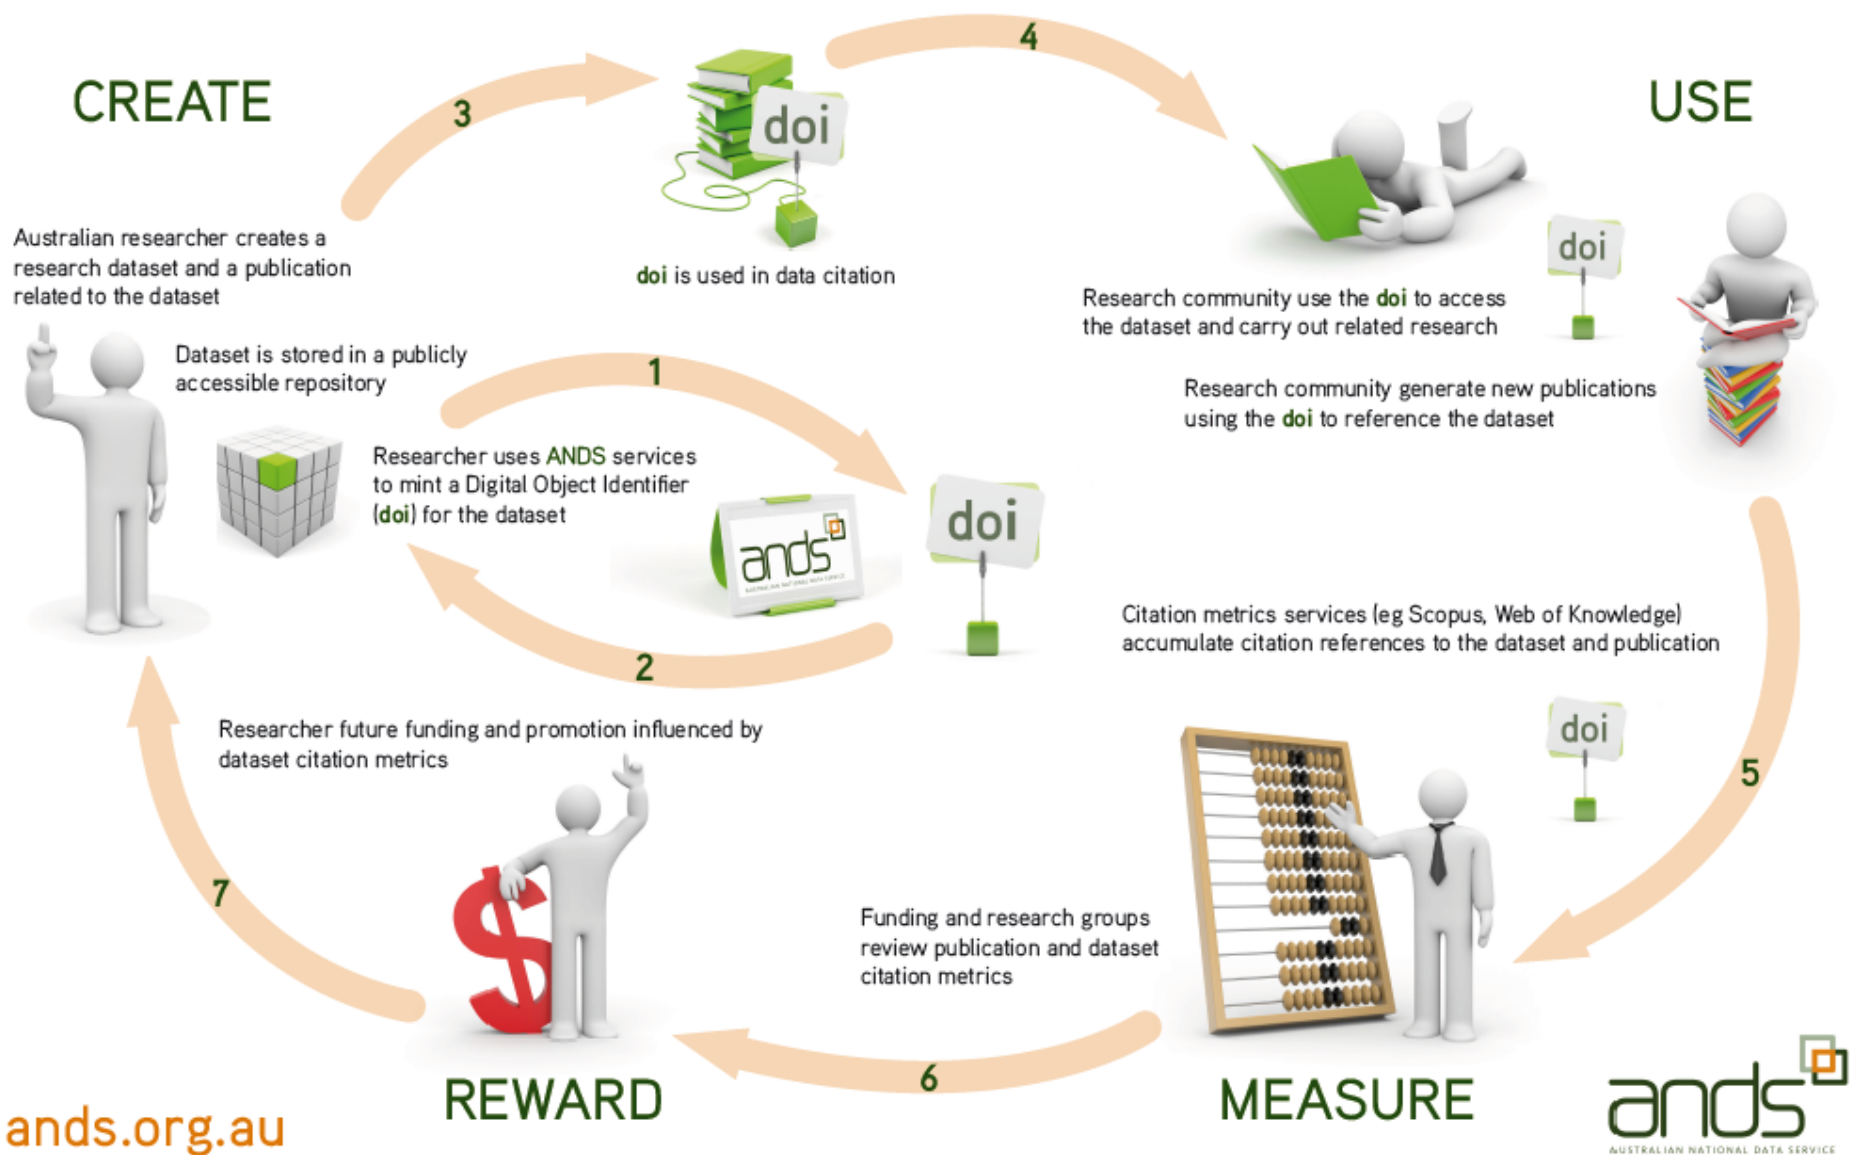 CREATE
3
4
USE
doi
Australian researcher creates a
research dataset and a publication
related to the dataset
doi is used in data citation
doi
Research community use the doi to access
the dataset and carry out related research
Dataset is stored in a publicly
accessible repository
1
Research community generate new publications
using the doi to reference the dataset
Researcher uses ANDS services
to mint a Digital Object Identifier
(doi) for the dataset
ands
AUSTRALIAN NATIONAL DATA SERVICE
doi
2
Citation metrics services (eg Scopus, Web of Knowledge)
accumulate citation references to the dataset and publication
doi
5
Researcher future funding and promotion influenced by
dataset citation metrics
7
Funding and research groups
review publication and dataset
citation metrics
6
REWARD
MEASURE
ands.org.au
ands
AUSTRALIAN NATIONAL DATA SERVICE